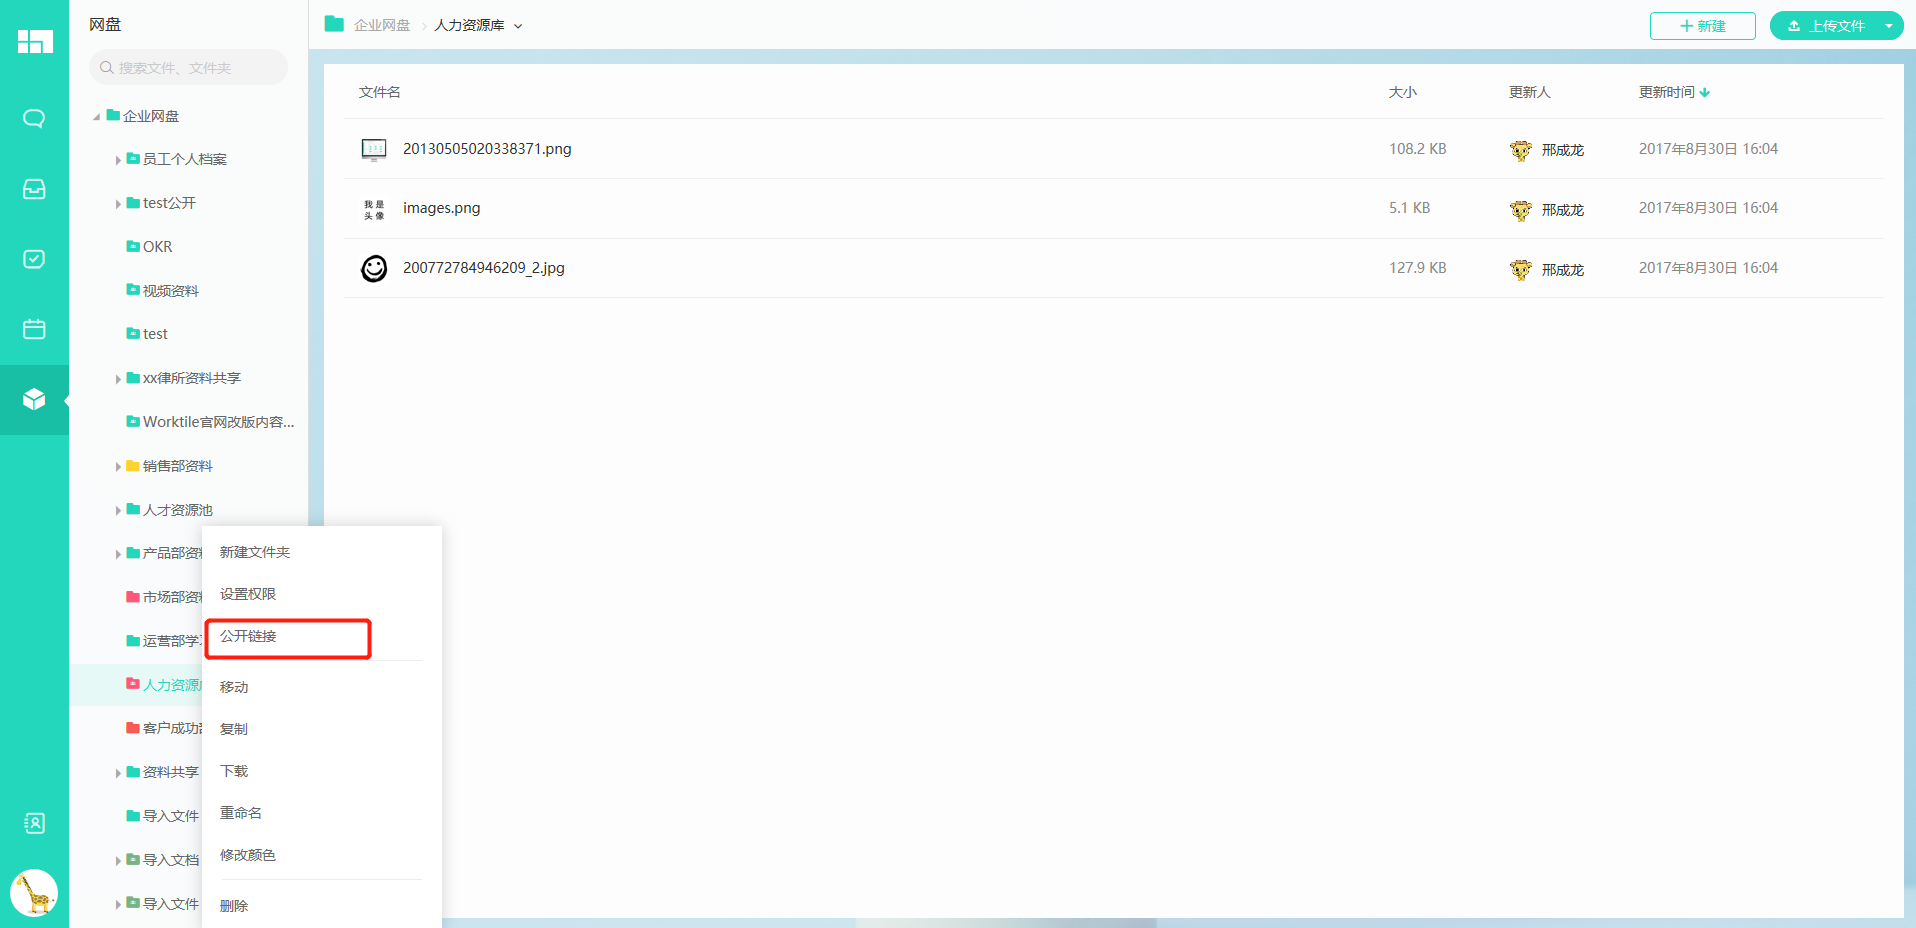 网盘
搜索文件、文件夹
企业网盘
员工个人档案
test公开
OKR
视频资料
test
xx律所资料共享
Worktile官网改版内容...
销售部资料
人才资源池
产品部资
市场部资
运营部学
人力资源
客户成功
资料共享
导入文件
导入文档
导入文件
新建文件夹
设置权限
公开链接
移动
复制
下载
重命名
修改颜色
删除
企业网盘 人力资源库
新建 上传文件
文件名 大小 更新人 更新时间
20130505020338371.png 108.2 KB 邢成龙 2017年8月30日 16:04
我是
头像
images.png 5.1 KB 邢成龙 2017年8月30日 16:04
200772784946209_2.jpg 127.9 KB 邢成龙 2017年8月30日 16:04